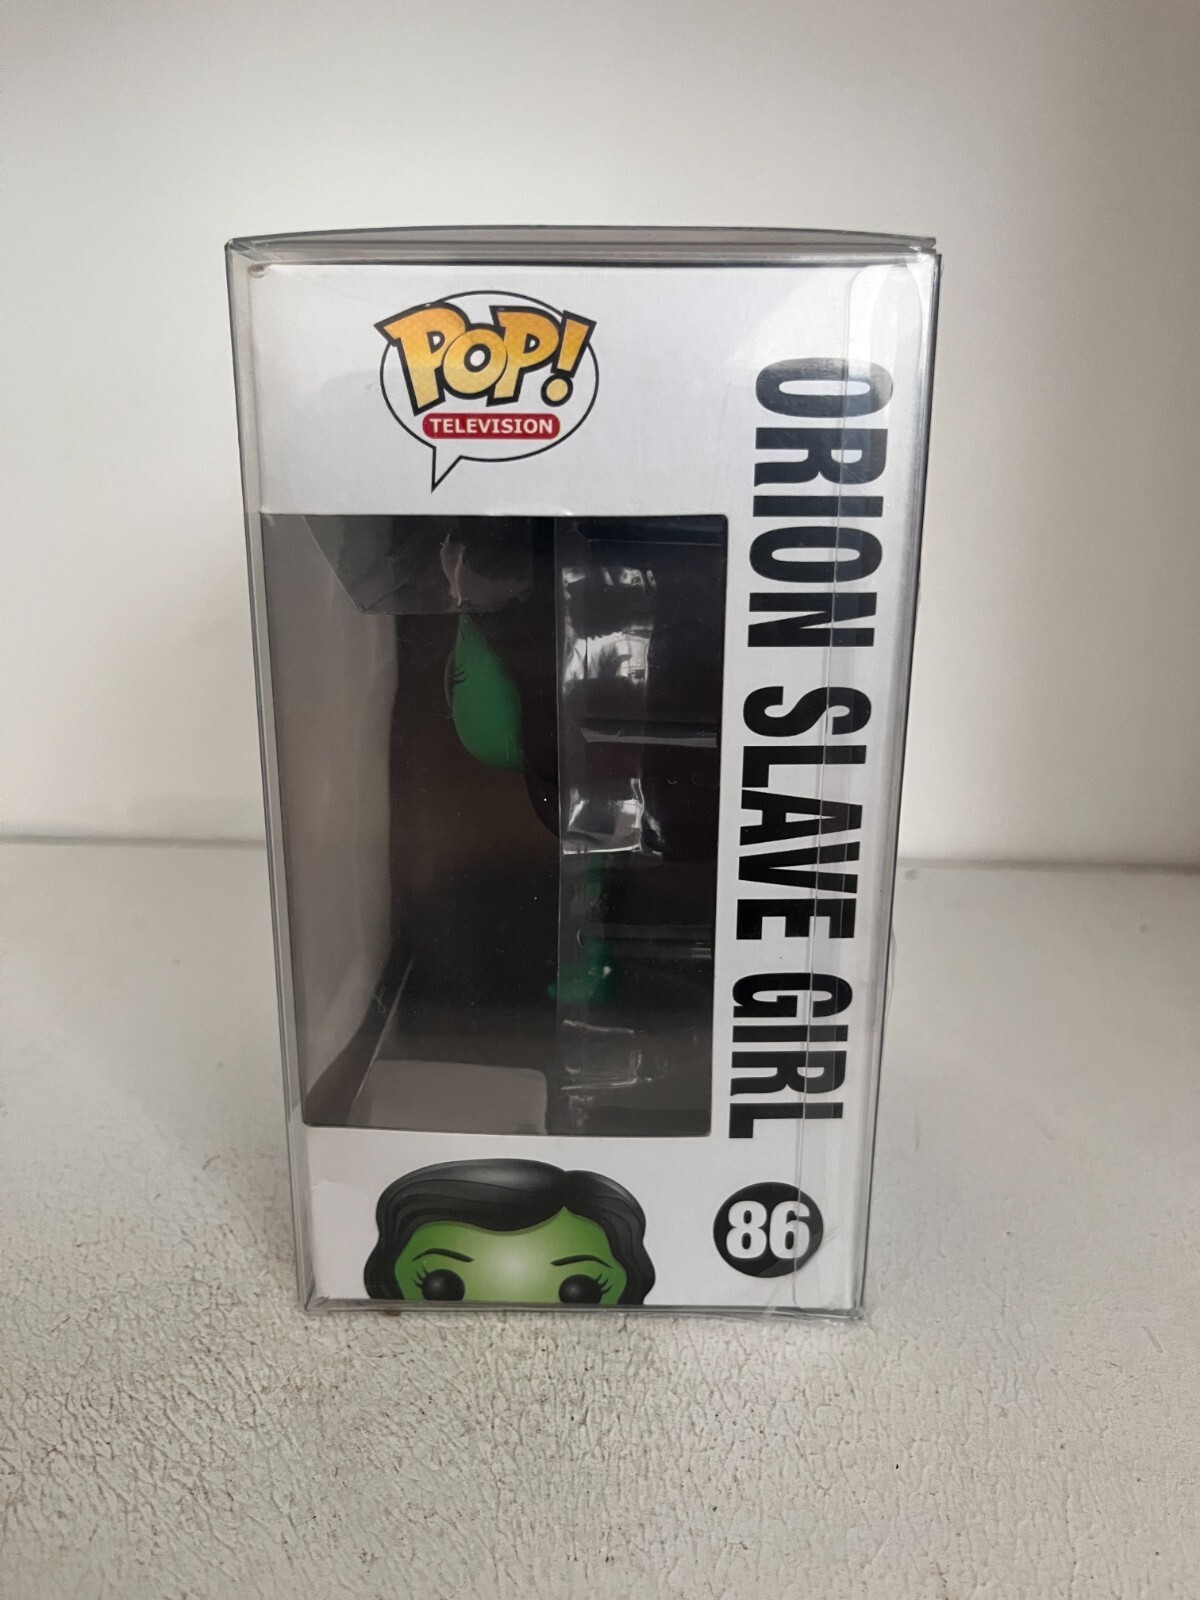 POP!
TELEVISION
ORION SLAVE GIRL
86